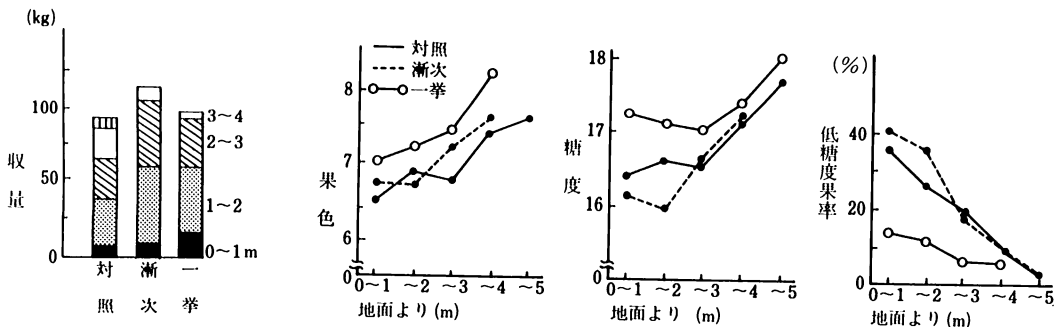 (kg)
100
50
0
収量
3~4
2~3
1~2
0~1m
対照
漸次
一挙
8
7
6
0
果色
対照
漸次
一挙
0~1 ~2 ~3 ~4 ~5
地面より(m)
18
17
16
0
糖度
0~1 ~2 ~3 ~4 ~5
地面より (m)
(%)
40
20
0
低糖度果率
0~1 ~2 ~3 ~4 ~5
地面より(m)